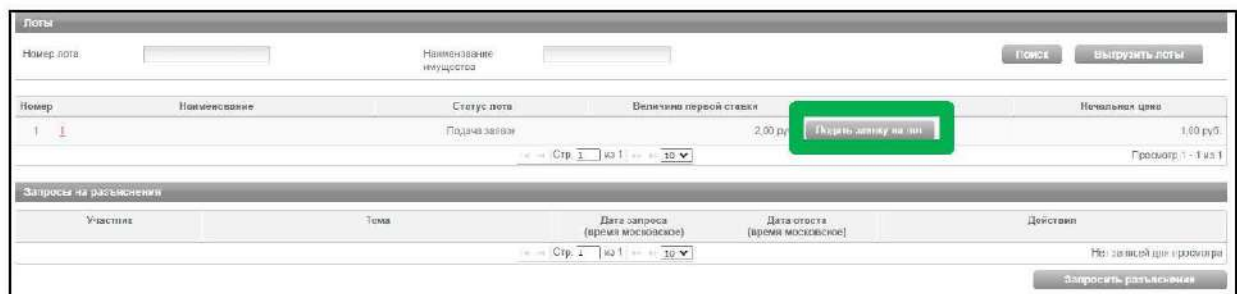 Лоты
Номер лота Наименование имущества Поиск Выгрузить лоты
Номер Наименование Статус лота Величина первой ставки Начальная цена
1 1 Подача заявок 2,00 ру Подать заявку на лот 1,00 руб.
Стр. 1 из 1 10 Просмотр 1 - 1 из 1
Запросы на разъяснения
Участник Тема Дата запроса (время московское) Дата ответа (время московское) Действия
Стр. 1 из 1 10 Нет записей для просмотра
Запросить разъяснения